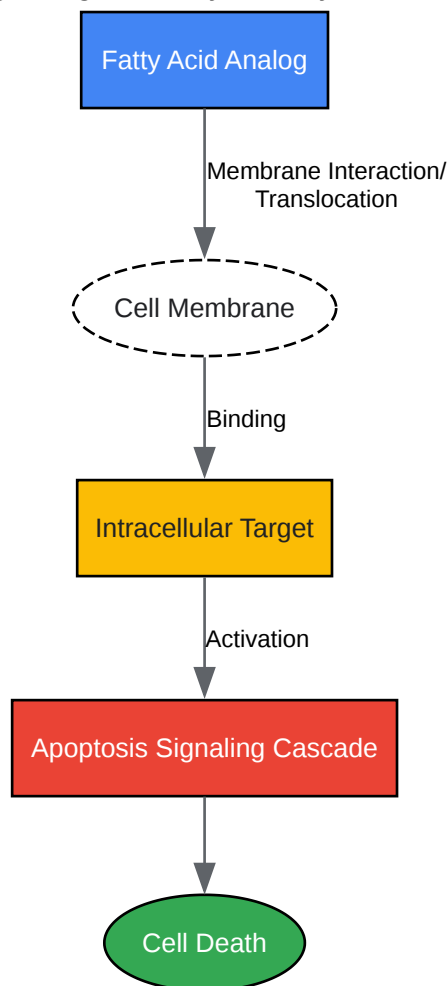 Fatty Acid Analog
Membrane Interaction/
Translocation
Cell Membrane
Binding
Intracellular Target
Activation
Apoptosis Signaling Cascade
Cell Death